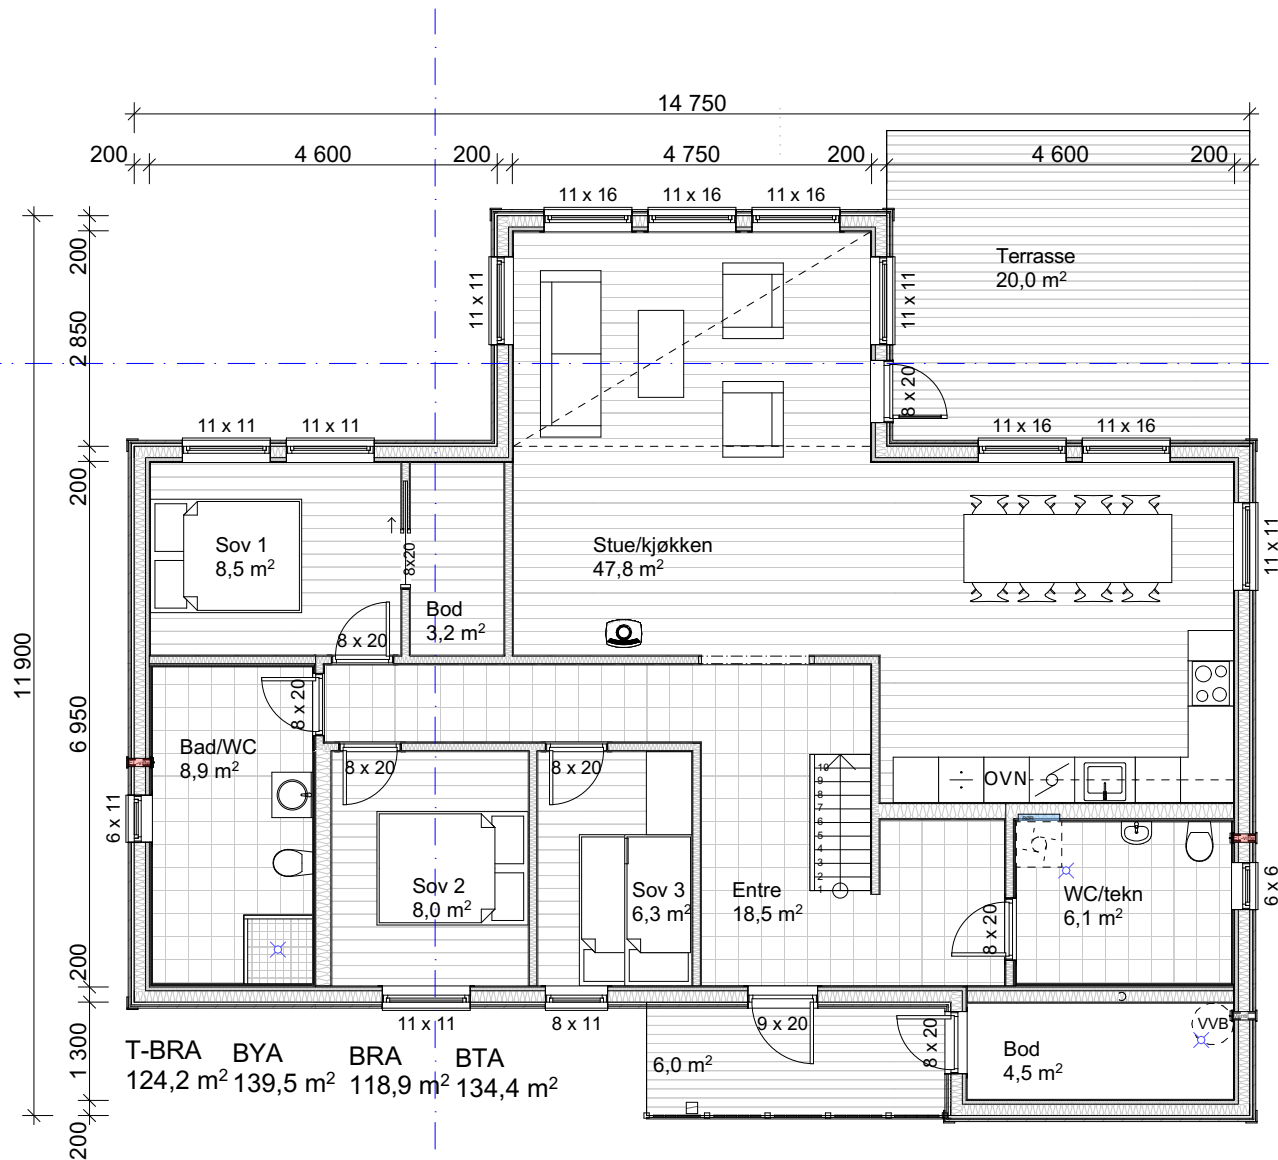 14 750
200
4 600
200
4 750
200
4 600
200
11 x 16
11 x 16
11 x 16
Terrasse
20,0 m²
200
2 850
11 x 11
11 x 11
8 x 20
11 x 11
11 x 11
11 x 16
11 x 16
200
Sov 1
8,5 m²
8x20
Stue/kjøkken
47,8 m²
11 x 11
Bod
3,2 m²
8 x 20
11 900
6 950
8 x 20
Bad/WC
8,9 m²
8 x 20
8 x 20
10
9
8
7
6
5
4
3
2
1
OVN
6 x 11
Sov 2
8,0 m²
Sov 3
6,3 m²
Entre
18,5 m²
WC/tekn
6,1 m²
6 x 6
8 x 20
200
11 x 11
8 x 11
9 x 20
8 x 20
VVB
1 300
T-BRA
124,2 m²
BYA
139,5 m²
BRA
118,9 m²
BTA
134,4 m²
6,0 m²
Bod
4,5 m²
200